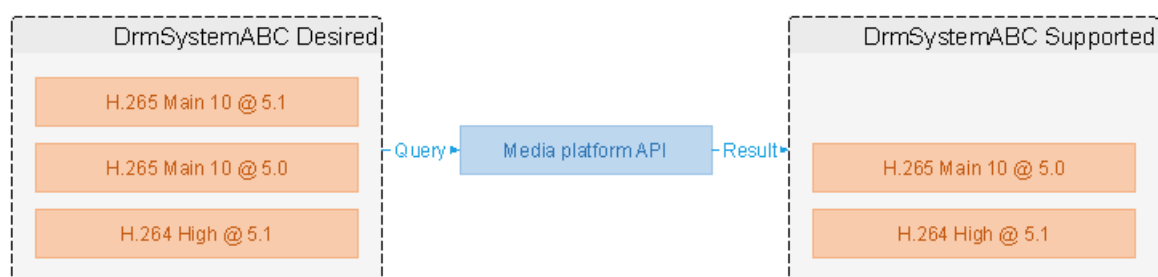 DrmSystemABC Desired
H.265 Main 10 @ 5.1
H.265 Main 10 @ 5.0
H.264 High @ 5.1
Query
Media platform API
Result
DrmSystemABC Supported
H.265 Main 10 @ 5.0
H.264 High @ 5.1